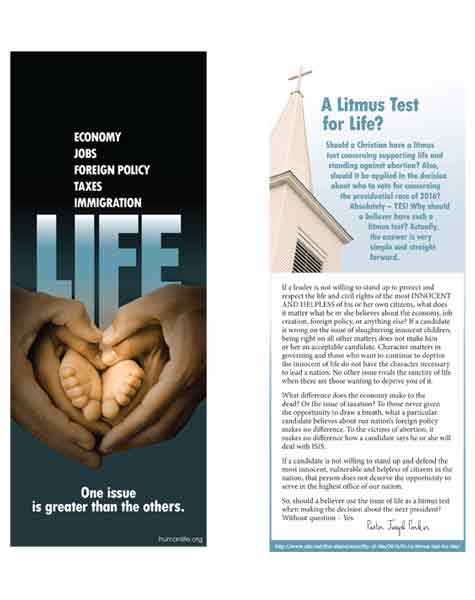 ECONOMY
JOBS
FOREIGN POLICY
TAXES
IMMIGRATION
LIFE
One issue
is greater than the others.
humanlife.org
A Litmus Test
for Life?
Should a Christian have a litmus
test concerning supporting life and
standing against abortion? Also,
should it be applied in the decision
about who to vote for concerning
the presidential race of 2016?
Absolutely – YES! Why should
a believer have such a
litmus test? Actually,
the answer is very
simple and straight
forward.
If a leader is not willing to stand up to protect and
respect the life and civil rights of the most INNOCENT
AND HELPLESS of his or her own citizens, what does
it matter what he or she believes about the economy, job
creation, foreign policy, or anything else? If a candidate
is wrong on the issue of slaughtering innocent children,
being right on all other matters does not make him
or her an acceptable candidate. Character matters in
governing and those who want to continue to deprive
the innocent of life do not have the character necessary
to lead a nation. No other issue rivals the sanctity of life
when there are those wanting to deprive you of it.
What difference does the economy make to the
dead? Or the issue of taxation? To those never given
the opportunity to draw a breath, what a particular
candidate believes about our nation's foreign policy
makes no difference. To the victims of abortion, it
makes no difference how a candidate says he or she will
deal with ISIS.
If a candidate is not willing to stand up and defend the
most innocent, vulnerable and helpless of citizens in the
nation, that person does not deserve the opportunity to
serve in the highest office of our nation.
So, should a believer use the issue of life as a litmus test
when making the decision about the next president?
Without question – Yes
Pastor Joseph Parker